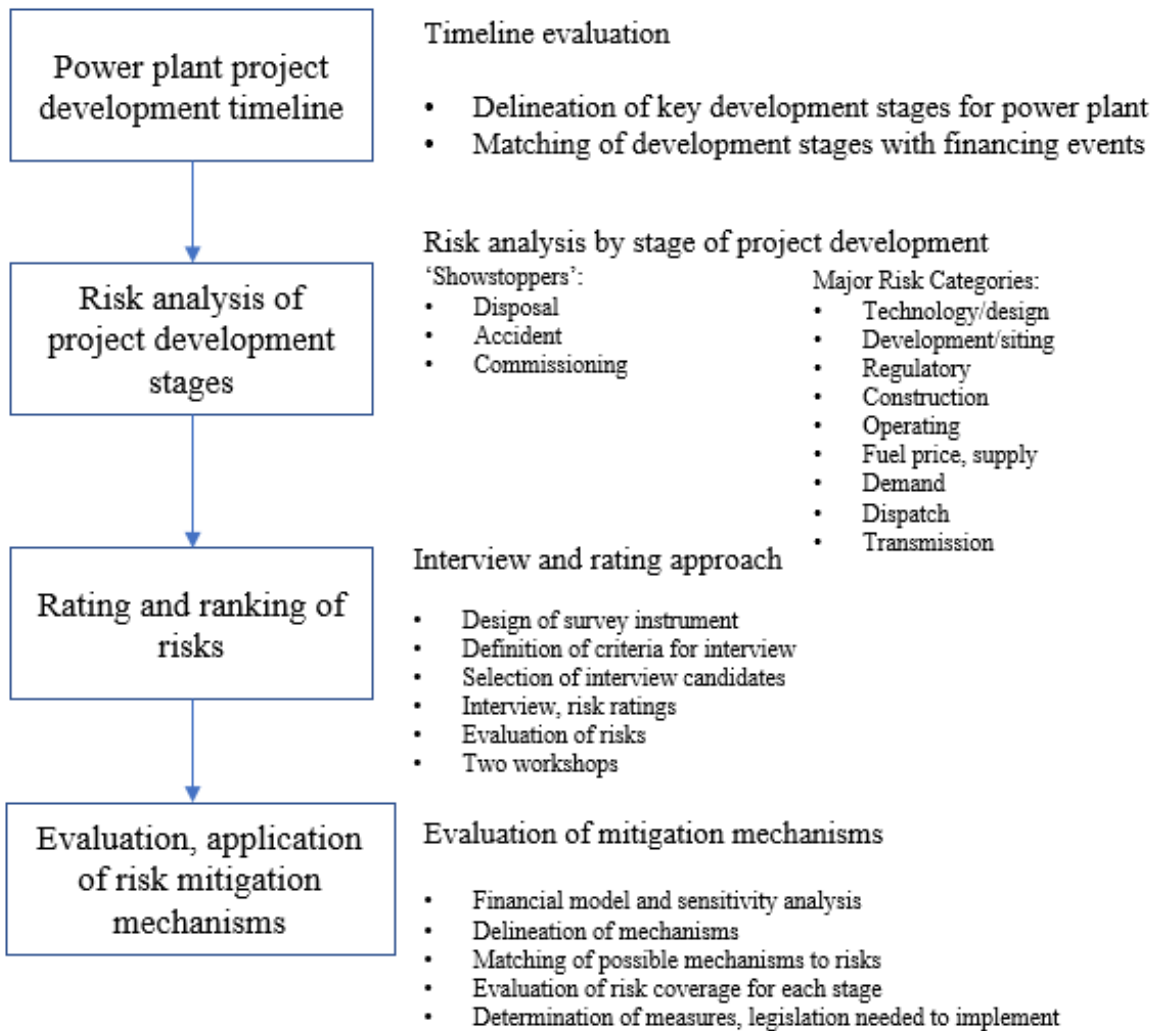 Power plant project
development timeline
Timeline evaluation
• Delineation of key development stages for power plant
• Matching of development stages with financing events
Risk analysis of
project development
stages
Risk analysis by stage of project development
‘Showstoppers’:
• Disposal
• Accident
• Commissioning
Major Risk Categories:
• Technology/design
• Development/siting
• Regulatory
• Construction
• Operating
• Fuel price, supply
• Demand
• Dispatch
• Transmission
Rating and ranking of
risks
Interview and rating approach
• Design of survey instrument
• Definition of criteria for interview
• Selection of interview candidates
• Interview, risk ratings
• Evaluation of risks
• Two workshops
Evaluation, application
of risk mitigation
mechanisms
Evaluation of mitigation mechanisms
• Financial model and sensitivity analysis
• Delineation of mechanisms
• Matching of possible mechanisms to risks
• Evaluation of risk coverage for each stage
• Determination of measures, legislation needed to implement